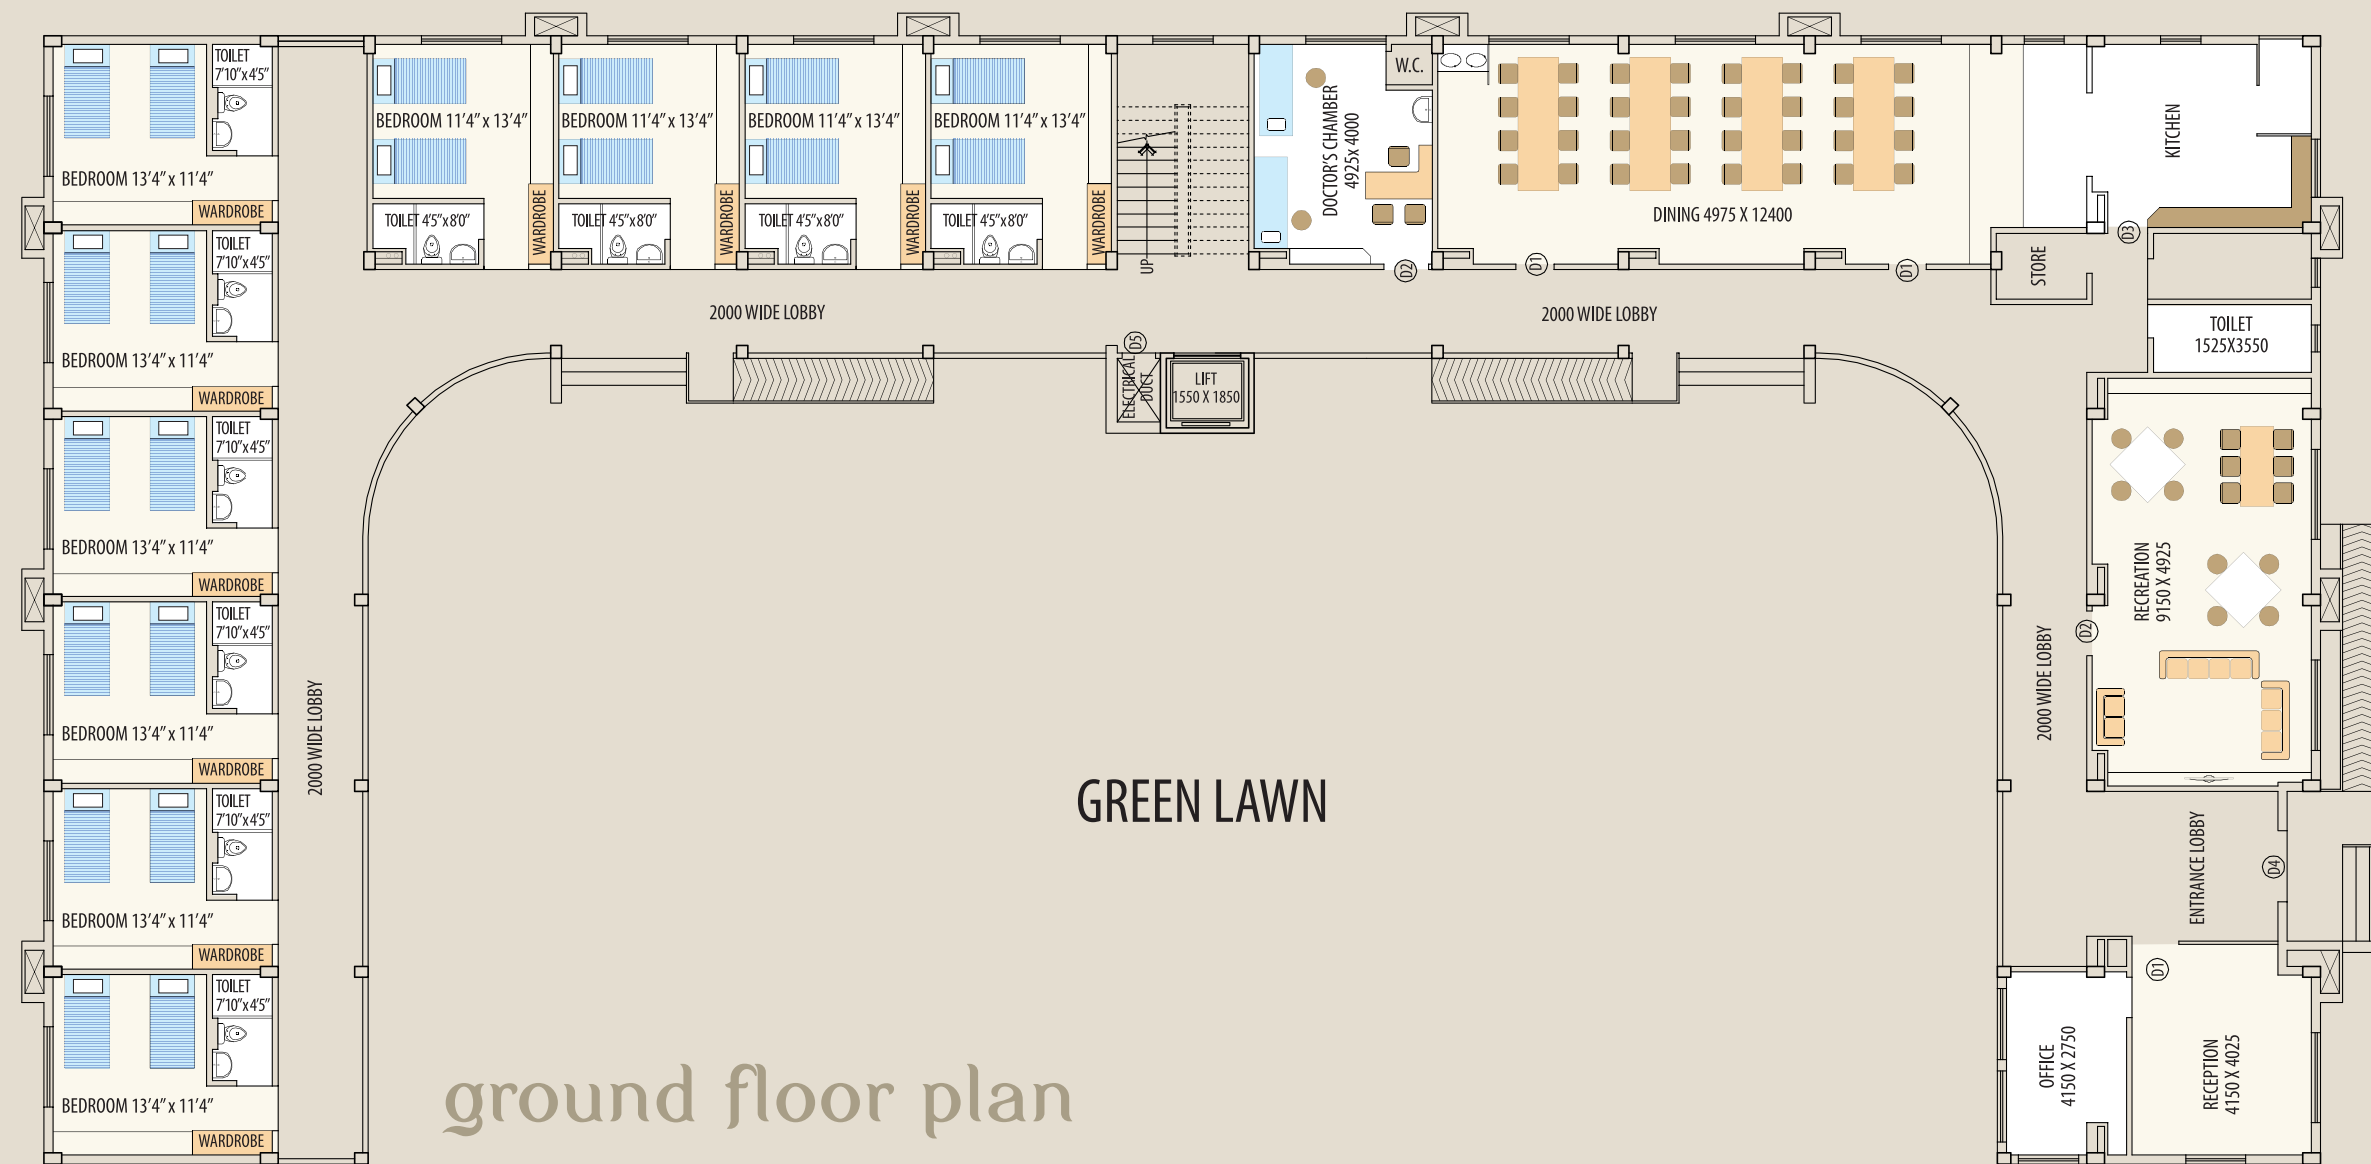 TOILET
7'10"x4'5"
BEDROOM 13'4" x 11'4"
WARDROBE
TOILET
7'10"x4'5"
BEDROOM 13'4" x 11'4"
WARDROBE
TOILET
7'10"x4'5"
BEDROOM 13'4" x 11'4"
WARDROBE
TOILET
7'10"x4'5"
BEDROOM 13'4" x 11'4"
WARDROBE
TOILET
7'10"x4'5"
BEDROOM 13'4" x 11'4"
WARDROBE
TOILET
7'10"x4'5"
BEDROOM 13'4" x 11'4"
WARDROBE
2000 WIDE LOBBY
BEDROOM 11'4" x 13'4"
TOILET 4'5"x8'0"
WARDROBE
BEDROOM 11'4" x 13'4"
TOILET 4'5"x8'0"
WARDROBE
BEDROOM 11'4" x 13'4"
TOILET 4'5"x8'0"
WARDROBE
BEDROOM 11'4" x 13'4"
TOILET 4'5"x8'0"
WARDROBE
UP
2000 WIDE LOBBY
D5
ELECTRICAL
DUCT
LIFT
1550 X 1850
DOCTOR'S CHAMBER
4925x 4000
W.C.
D2
DINING 4975 X 12400
D1
D1
2000 WIDE LOBBY
KITCHEN
D3
STORE
TOILET
1525X3550
RECREATION
9150 X 4925
D2
2000 WIDE LOBBY
ENTRANCE LOBBY
D4
D1
OFFICE
4150 X 2750
RECEPTION
4150 X 4025
GREEN LAWN
ground floor plan